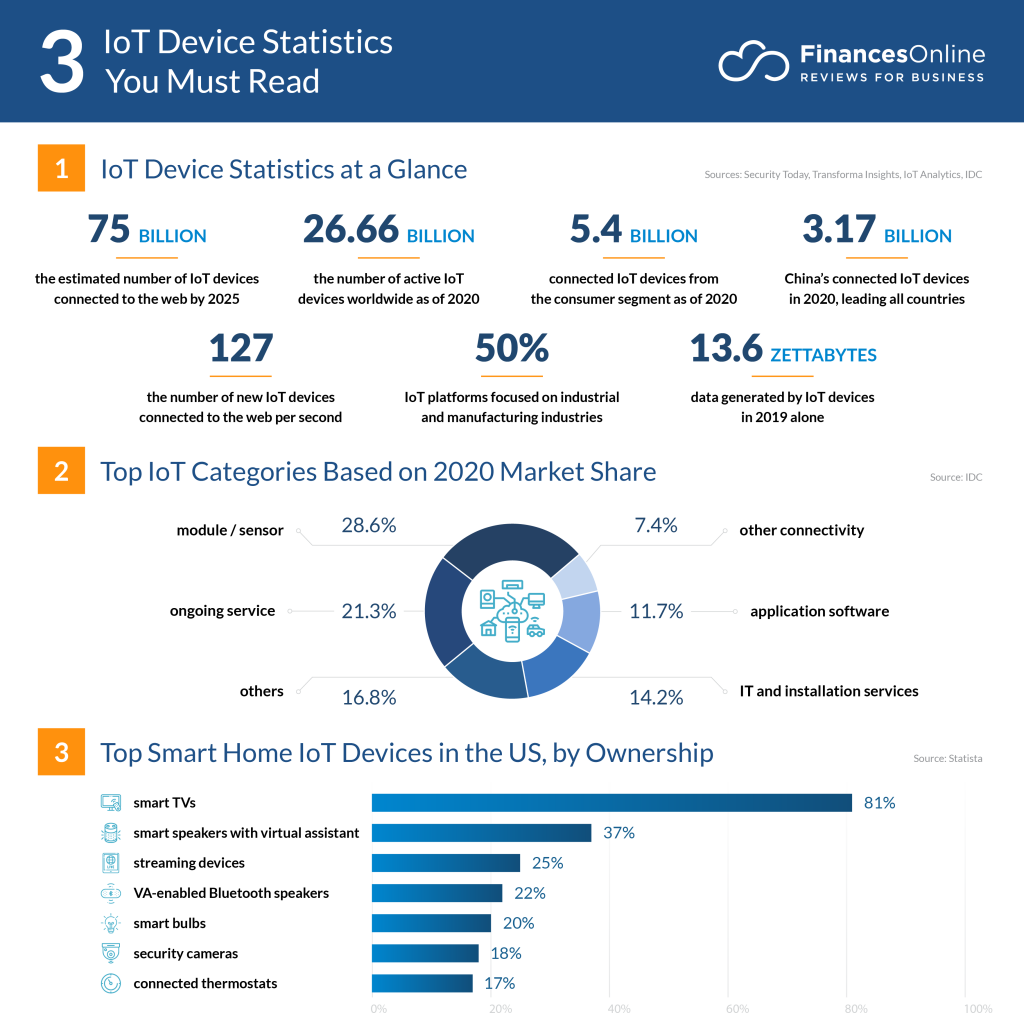 3
IoT Device Statistics
You Must Read
FinancesOnline
REVIEWS FOR BUSINESS
1
IoT Device Statistics at a Glance
Sources: Security Today, Transforma Insights, IoT Analytics, IDC
75 BILLION
the estimated number of IoT devices
connected to the web by 2025
26.66 BILLION
the number of active IoT
devices worldwide as of 2020
5.4 BILLION
connected IoT devices from
the consumer segment as of 2020
3.17 BILLION
China's connected IoT devices
in 2020, leading all countries
127
the number of new IoT devices
connected to the web per second
50%
IoT platforms focused on industrial
and manufacturing industries
13.6 ZETTABYTES
data generated by IoT devices
in 2019 alone
2
Top IoT Categories Based on 2020 Market Share
Source: IDC
module / sensor 28.6%
7.4% other connectivity
ongoing service 21.3%
11.7% application software
others 16.8%
14.2% IT and installation services
3
Top Smart Home IoT Devices in the US, by Ownership
Source: Statista
smart TVs 81%
smart speakers with virtual assistant 37%
streaming devices 25%
VA-enabled Bluetooth speakers 22%
smart bulbs 20%
security cameras 18%
connected thermostats 17%
0% 20% 40% 60% 80% 100%